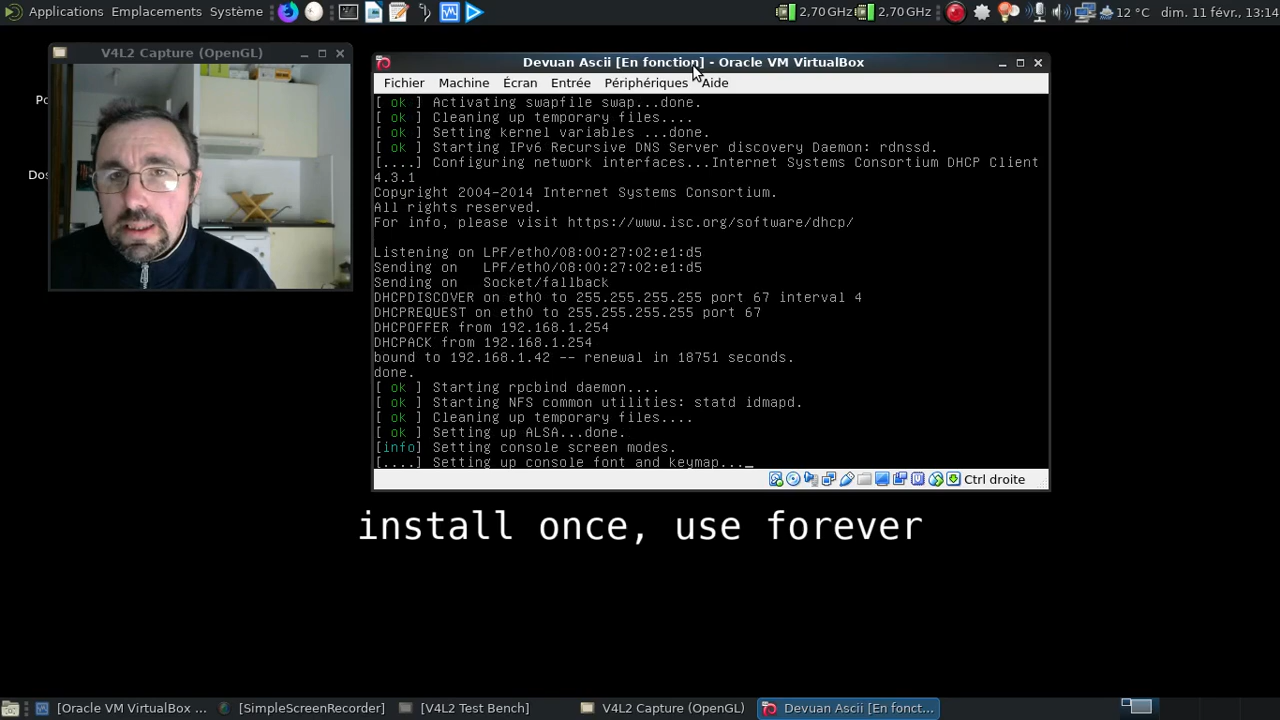 Applications Emplacements Système 2,70 GHz 2,70 GHz 12 °C dim. 11 févr., 13:14
V4L2 Capture (OpenGL)
Devuan Ascii [En fonction] - Oracle VM VirtualBox
Fichier Machine Écran Entrée Périphériques Aide
Po
Dos
[ ok ] Activating swapfile swap...done.
[ ok ] Cleaning up temporary files....
[ ok ] Setting kernel variables ...done.
[ ok ] Starting IPv6 Recursive DNS Server discovery Daemon: rdnssd.
[....] Configuring network interfaces...Internet Systems Consortium DHCP Client
4.3.1
Copyright 2004-2014 Internet Systems Consortium.
All rights reserved.
For info, please visit https://www.isc.org/software/dhcp/
Listening on LPF/eth0/08:00:27:02:e1:d5
Sending on   LPF/eth0/08:00:27:02:e1:d5
Sending on   Socket/fallback
DHCPDISCOVER on eth0 to 255.255.255.255 port 67 interval 4
DHCPREQUEST on eth0 to 255.255.255.255 port 67
DHCPOFFER from 192.168.1.254
DHCPACK from 192.168.1.254
bound to 192.168.1.42 -- renewal in 18751 seconds.
done.
[ ok ] Starting rpcbind daemon....
[ ok ] Starting NFS common utilities: statd idmapd.
[ ok ] Cleaning up temporary files....
[ ok ] Setting up ALSA...done.
[info] Setting console screen modes.
[....] Setting up console font and keymap..._
Ctrl droite
install once, use forever
[Oracle VM VirtualBox ... [SimpleScreenRecorder] [V4L2 Test Bench] V4L2 Capture (OpenGL) Devuan Ascii [En fonct...